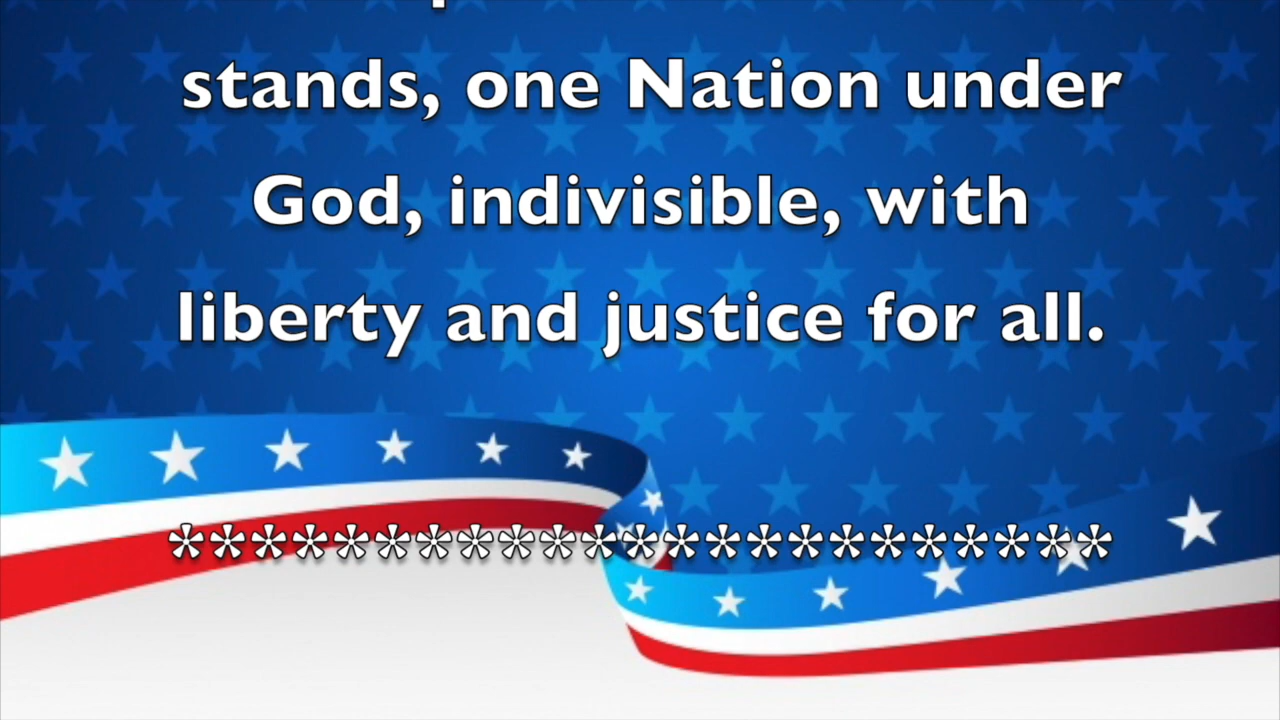 stands, one Nation under
God, indivisible, with
liberty and justice for all.
***********************